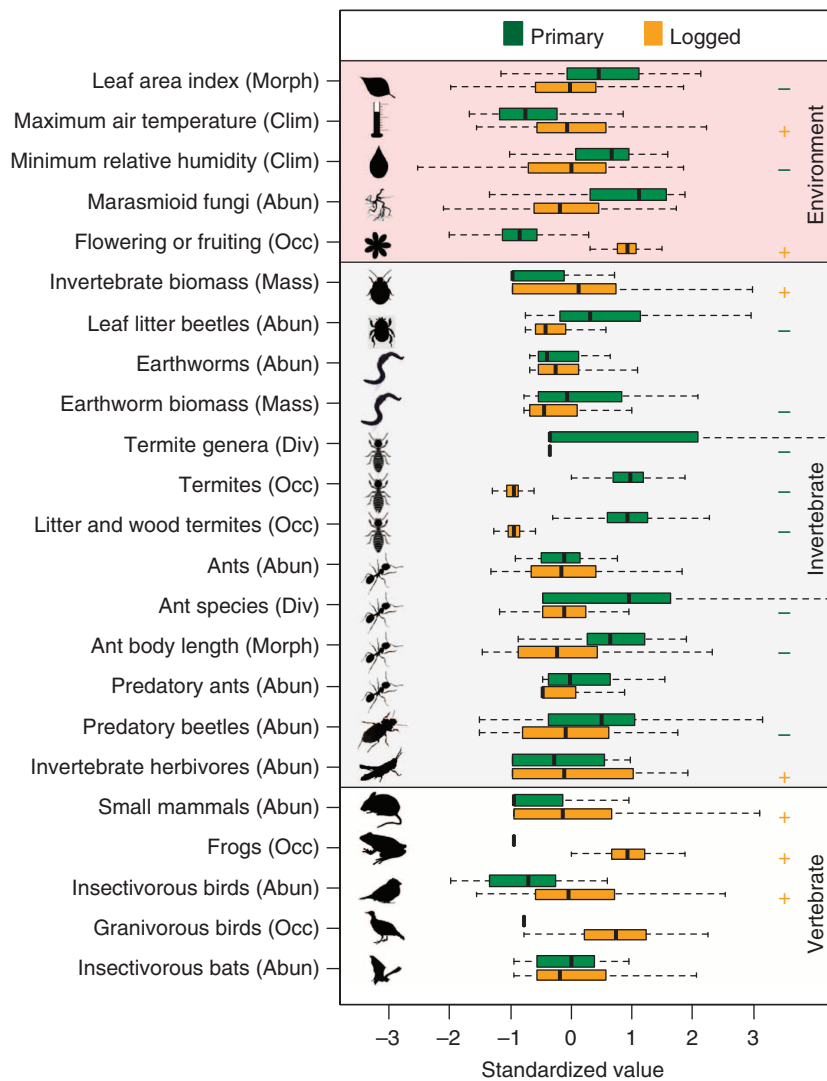 Primary Logged
Leaf area index (Morph) –
Maximum air temperature (Clim) +
Minimum relative humidity (Clim) –
Marasmioid fungi (Abun)
Flowering or fruiting (Occ) +
Environment
Invertebrate biomass (Mass) +
Leaf litter beetles (Abun) –
Earthworms (Abun)
Earthworm biomass (Mass) –
Termite genera (Div) –
Termites (Occ) –
Litter and wood termites (Occ) –
Ants (Abun)
Ant species (Div) –
Ant body length (Morph) –
Predatory ants (Abun)
Predatory beetles (Abun) –
Invertebrate herbivores (Abun) +
Invertebrate
Small mammals (Abun) +
Frogs (Occ) +
Insectivorous birds (Abun) +
Granivorous birds (Occ)
Insectivorous bats (Abun)
Vertebrate
–3 –2 –1 0 1 2 3
Standardized value